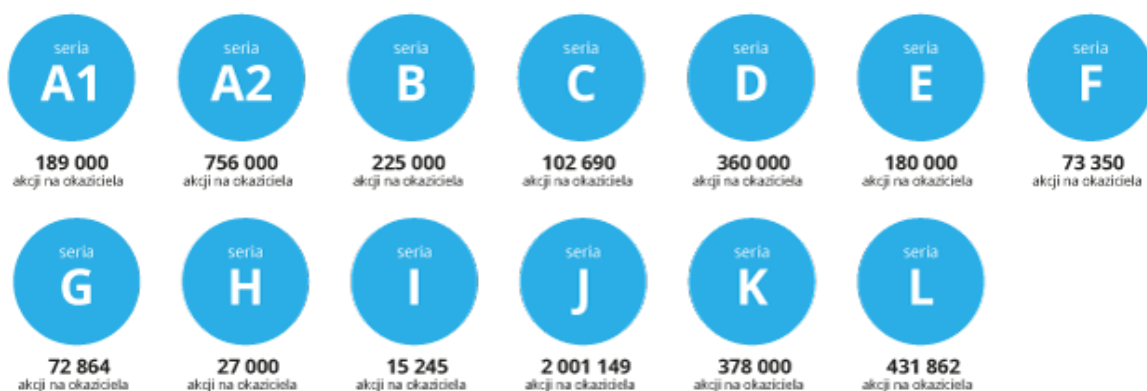 seria seria seria seria seria seria seria
A1 A2 B C D E F
189 000 756 000 225 000 102 690 360 000 180 000 73 350
akcji na okaziciela akcji na okaziciela akcji na okaziciela akcji na okaziciela akcji na okaziciela akcji na okaziciela akcji na okaziciela
seria seria seria seria seria seria
G H I J K L
72 864 27 000 15 245 2 001 149 378 000 431 862
akcji na okaziciela akcji na okaziciela akcji na okaziciela akcji na okaziciela akcji na okaziciela akcji na okaziciela